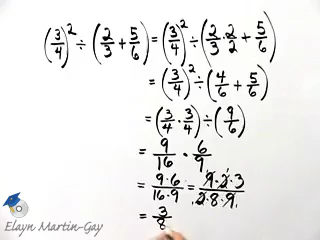 (3/4)² ÷ (2/3 + 5/6) = (3/4)² ÷ (2/3 · 2/2 + 5/6)
= (3/4)² ÷ (4/6 + 5/6)
= (3/4 · 3/4) ÷ (9/6)
= 9/16 · 6/9
= 9·6/16·9 = 9·2·3/2·8·9
= 3/8
Elayn Martin-Gay